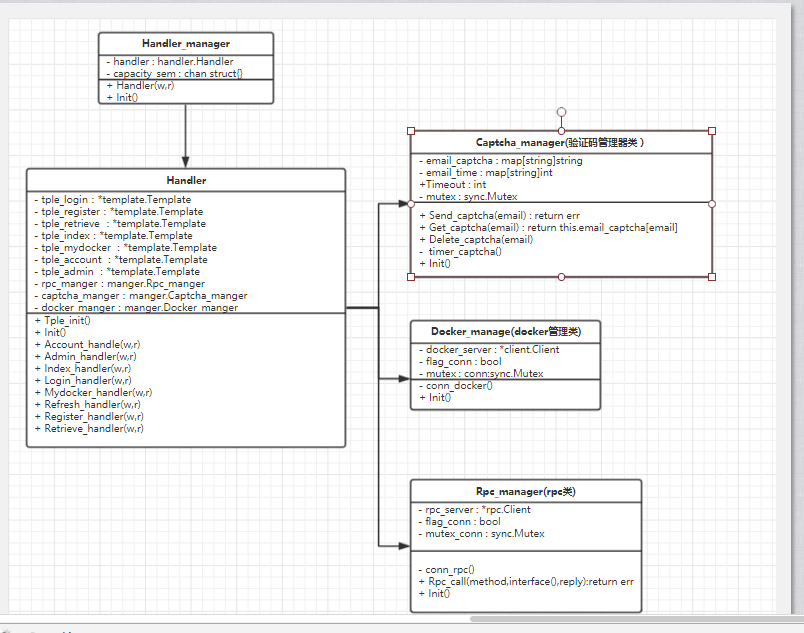 Handler_manager
- handler : handler.Handler
- capacity_sem : chan struct{}
+ Handler(w,r)
+ Init()
Handler
- tple_login : *template.Template
- tple_register : *template.Template
- tple_retrieve : *template.Template
- tple_index : *template.Template
- tple_mydocker : *template.Template
- tple_account : *template.Template
- tple_admin : *template.Template
- rpc_manger : manger.Rpc_manger
- captcha_manger : manger.Captcha_manger
- docker_manger : manger.Docker_manger
+ Tple_init()
+ Init()
+ Account_handle(w,r)
+ Admin_handler(w,r)
+ Index_handler(w,r)
+ Login_handler(w,r)
+ Mydocker_handler(w,r)
+ Refresh_handler(w,r)
+ Register_handler(w,r)
+ Retrieve_handler(w,r)
Captcha_manager(验证码管理器类)
- email_captcha : map[string]string
- email_time : map[string]int
+Timeout : int
- mutex : sync.Mutex
+ Send_captcha(email) : return err
+ Get_captcha(email) : return this.email_captcha[email]
+ Delete_captcha(email)
- timer_captcha()
+ Init()
Docker_manage(docker管理类)
- docker_server : *client.Client
- flag_conn : bool
- mutex : conn:sync.Mutex
- conn_docker()
+ Init()
Rpc_manager(rpc类)
- rpc_server : *rpc.Client
- flag_conn : bool
- mutex_conn : sync.Mutex
- conn_rpc()
+ Rpc_call(method,interface{},reply):return err
+ Init()